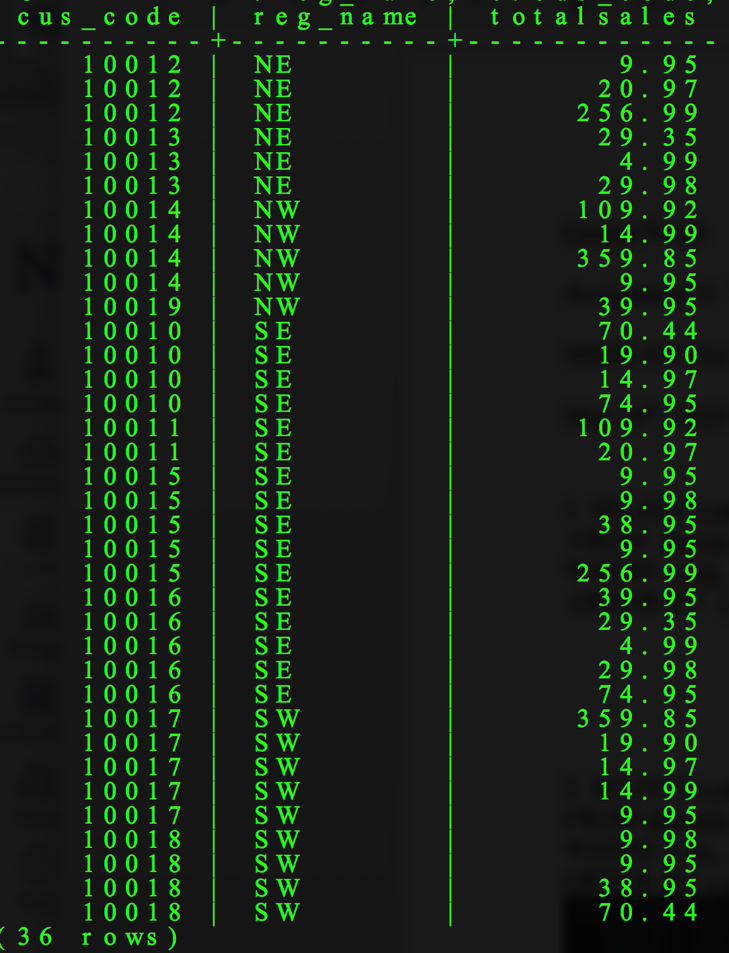 cus_code | reg_name | totalsales
----------+----------+------------
10012 | NE | 9.95
10012 | NE | 20.97
10012 | NE | 256.99
10013 | NE | 29.35
10013 | NE | 4.99
10013 | NE | 29.98
10014 | NW | 109.92
10014 | NW | 14.99
10014 | NW | 359.85
10014 | NW | 9.95
10019 | NW | 39.95
10010 | SE | 70.44
10010 | SE | 19.90
10010 | SE | 14.97
10010 | SE | 74.95
10011 | SE | 109.92
10011 | SE | 20.97
10015 | SE | 9.95
10015 | SE | 9.98
10015 | SE | 38.95
10015 | SE | 9.95
10015 | SE | 256.99
10016 | SE | 39.95
10016 | SE | 29.35
10016 | SE | 4.99
10016 | SE | 29.98
10016 | SE | 74.95
10017 | SW | 359.85
10017 | SW | 19.90
10017 | SW | 14.97
10017 | SW | 14.99
10017 | SW | 9.95
10018 | SW | 9.98
10018 | SW | 9.95
10018 | SW | 38.95
10018 | SW | 70.44
(36 rows)